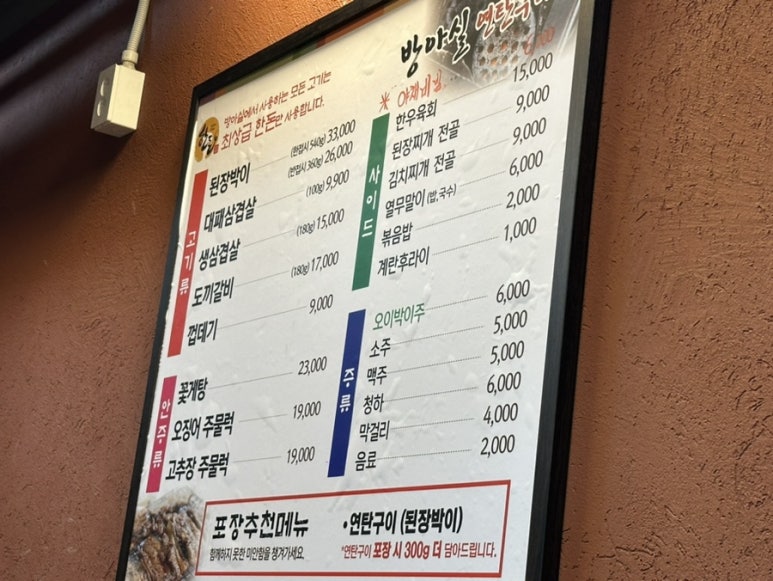 방아실에서 사용하는 모든 고기는
최상급 한돈만 사용합니다.
고기류
된장박이 (한접시 540g) 33,000
(반접시 360g) 26,000
대패삼겹살 (100g) 9,900
생삼겹살 (180g) 15,000
도끼갈비 (180g) 17,000
껍데기 9,000
안주류
꽃게탕 23,000
오징어 주물럭 19,000
고추장 주물럭 19,000
방아실 연탄
사이드
야채비빔
한우육회 15,000
된장찌개 전골 9,000
김치찌개 전골 9,000
열무말이 (밥, 국수) 6,000
볶음밥 2,000
계란후라이 1,000
주류
오이박이주 6,000
소주 5,000
맥주 5,000
청하 6,000
막걸리 4,000
음료 2,000
포장추천메뉴
함께하지 못한 미안함을 챙겨가세요.
•연탄구이 (된장박이)
*연탄구이 포장 시 300g 더 담아드립니다.